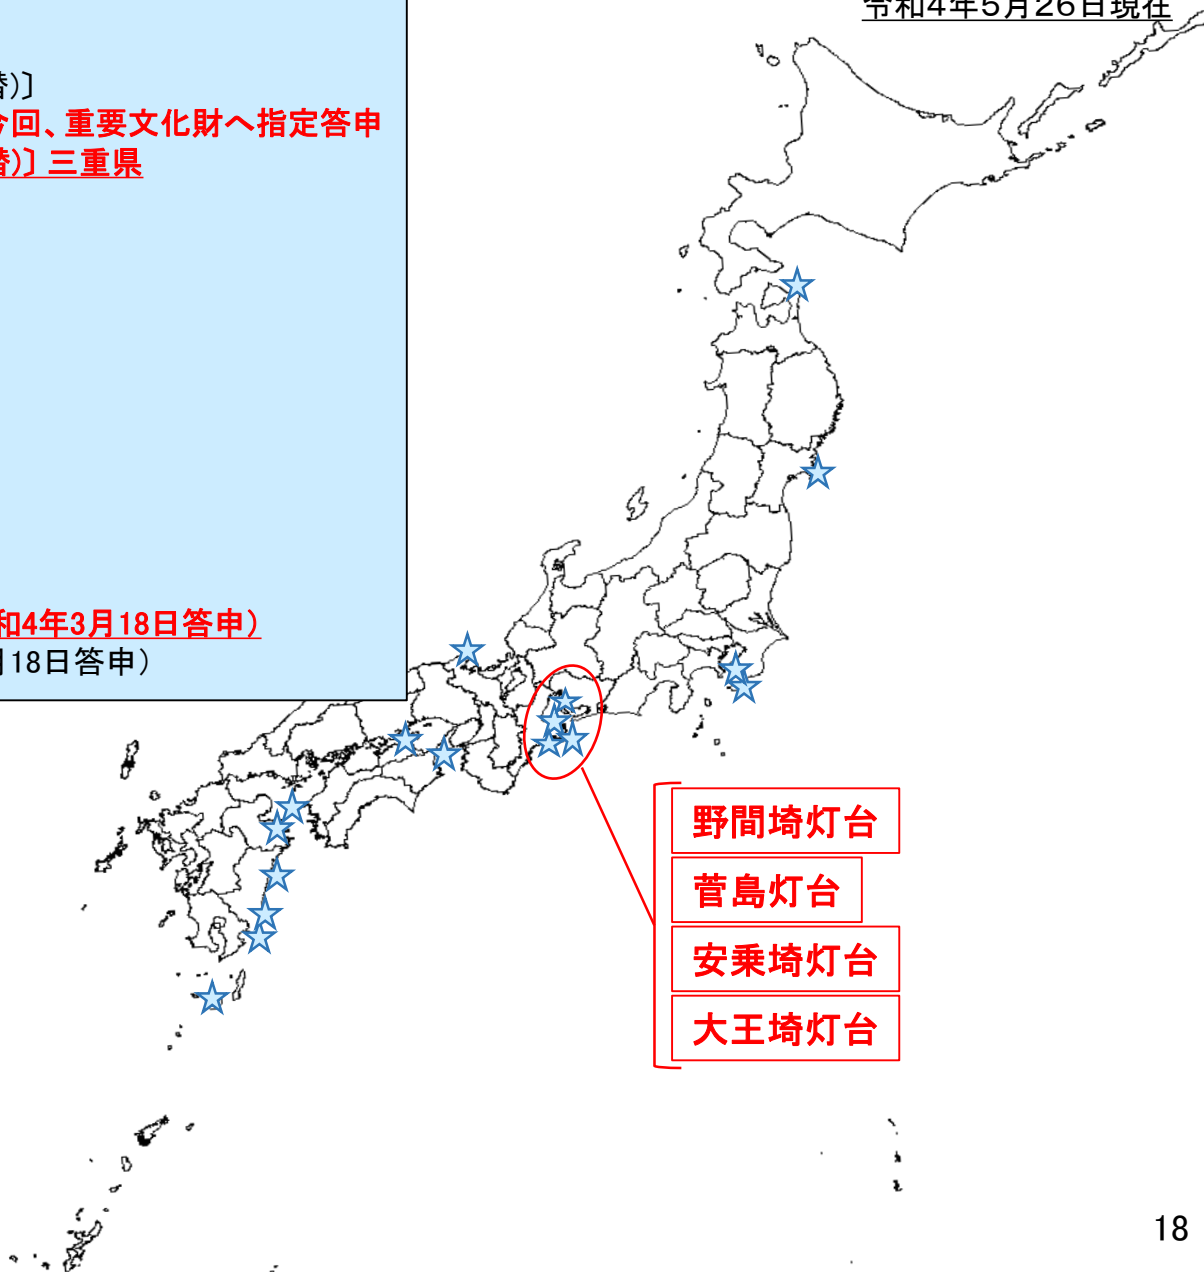 令和4年5月26日現在
替)〕
今回、重要文化財へ指定答申
替)〕三重県
和4年3月18日答申）
月18日答申）
野間埼灯台
菅島灯台
安乗埼灯台
大王埼灯台
18